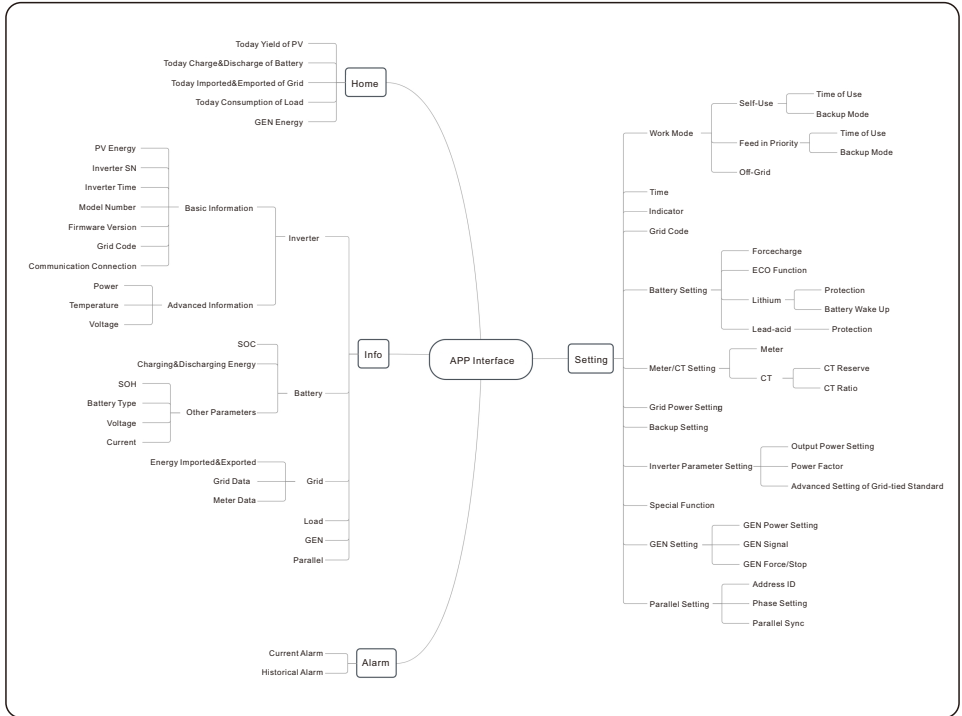 Today Yield of PV
Today Charge&Discharge of Battery
Today Imported&Emported of Grid
Today Consumption of Load
GEN Energy
Home
PV Energy
Inverter SN
Inverter Time
Model Number
Firmware Version
Grid Code
Communication Connection
Basic Information
Power
Temperature
Voltage
Advanced Information
Inverter
SOC
Charging&Discharging Energy
SOH
Battery Type
Voltage
Current
Other Parameters
Battery
Energy Imported&Exported
Grid Data
Meter Data
Grid
Load
GEN
Parallel
Info
Current Alarm
Historical Alarm
Alarm
APP Interface
Setting
Work Mode
Self-Use
Time of Use
Backup Mode
Feed in Priority
Time of Use
Backup Mode
Off-Grid
Time
Indicator
Grid Code
Battery Setting
Forcecharge
ECO Function
Lithium
Protection
Battery Wake Up
Lead-acid
Protection
Meter/CT Setting
Meter
CT
CT Reserve
CT Ratio
Grid Power Setting
Backup Setting
Inverter Parameter Setting
Output Power Setting
Power Factor
Advanced Setting of Grid-tied Standard
Special Function
GEN Setting
GEN Power Setting
GEN Signal
GEN Force/Stop
Parallel Setting
Address ID
Phase Setting
Parallel Sync